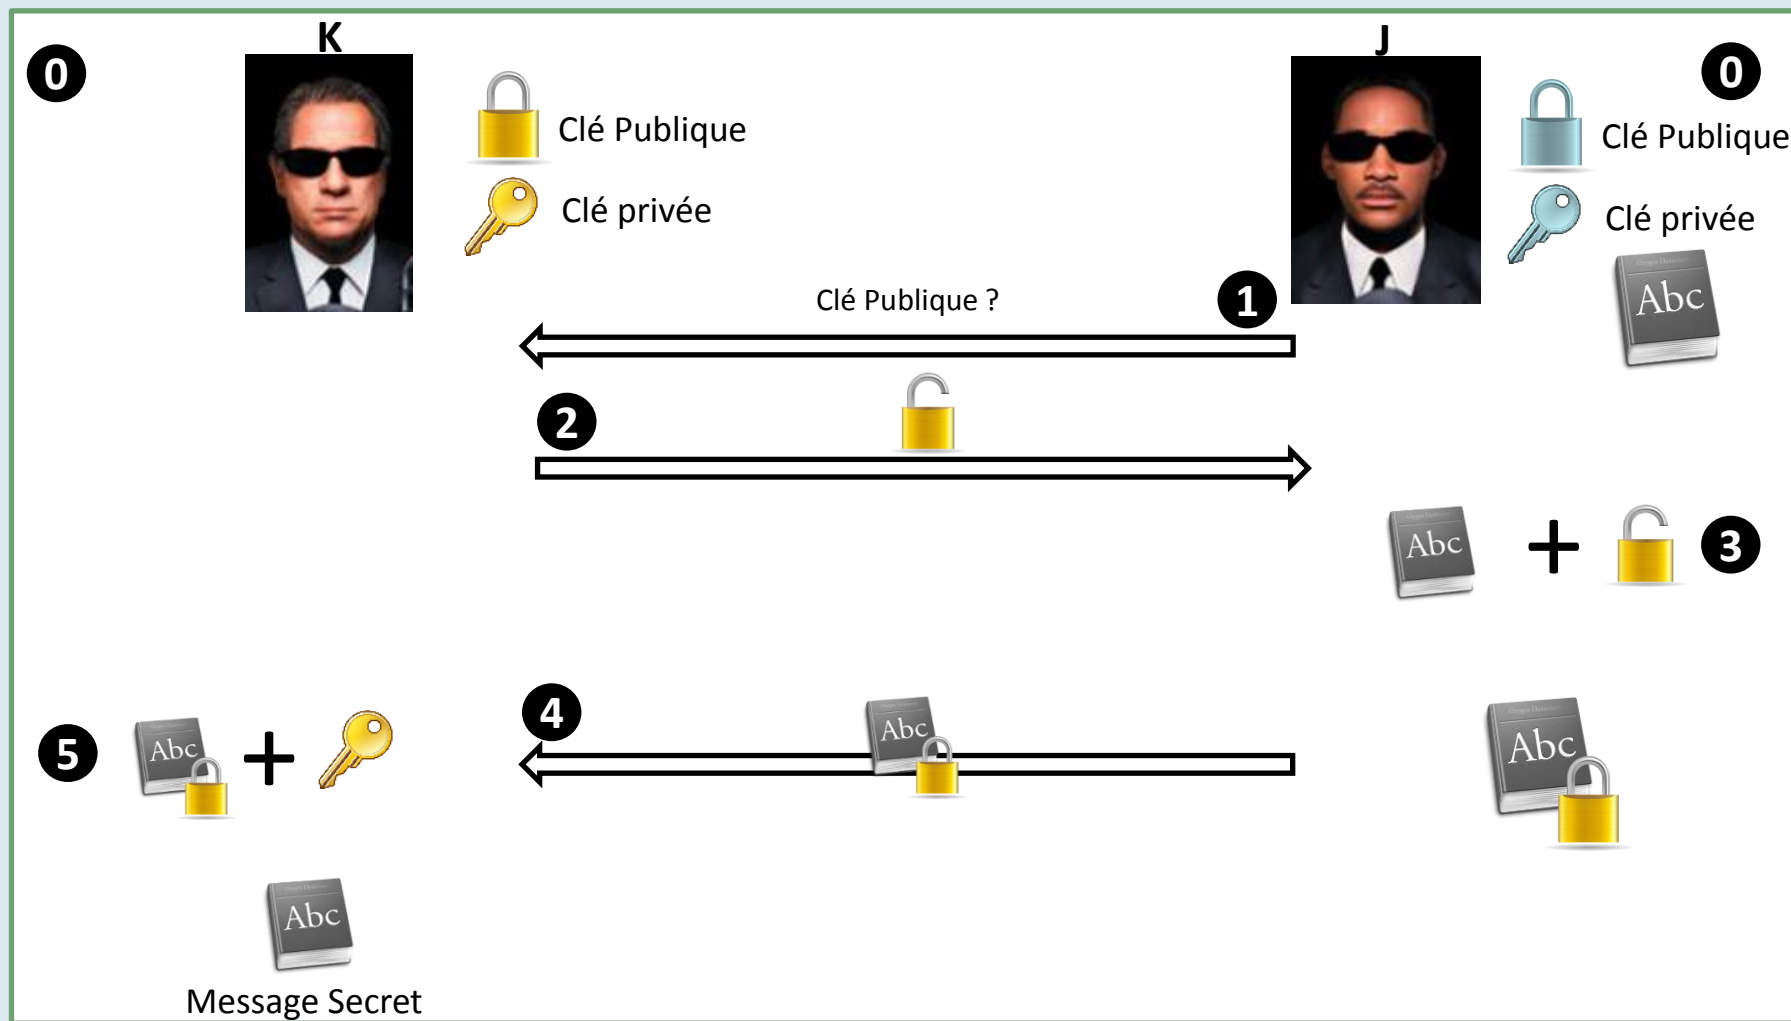 K
J
0
0
Clé Publique
Clé Publique
Clé privée
Clé privée
Abc
Clé Publique ?
1
2
Abc
3
4
Abc
Abc
5
Abc
Abc
Message Secret